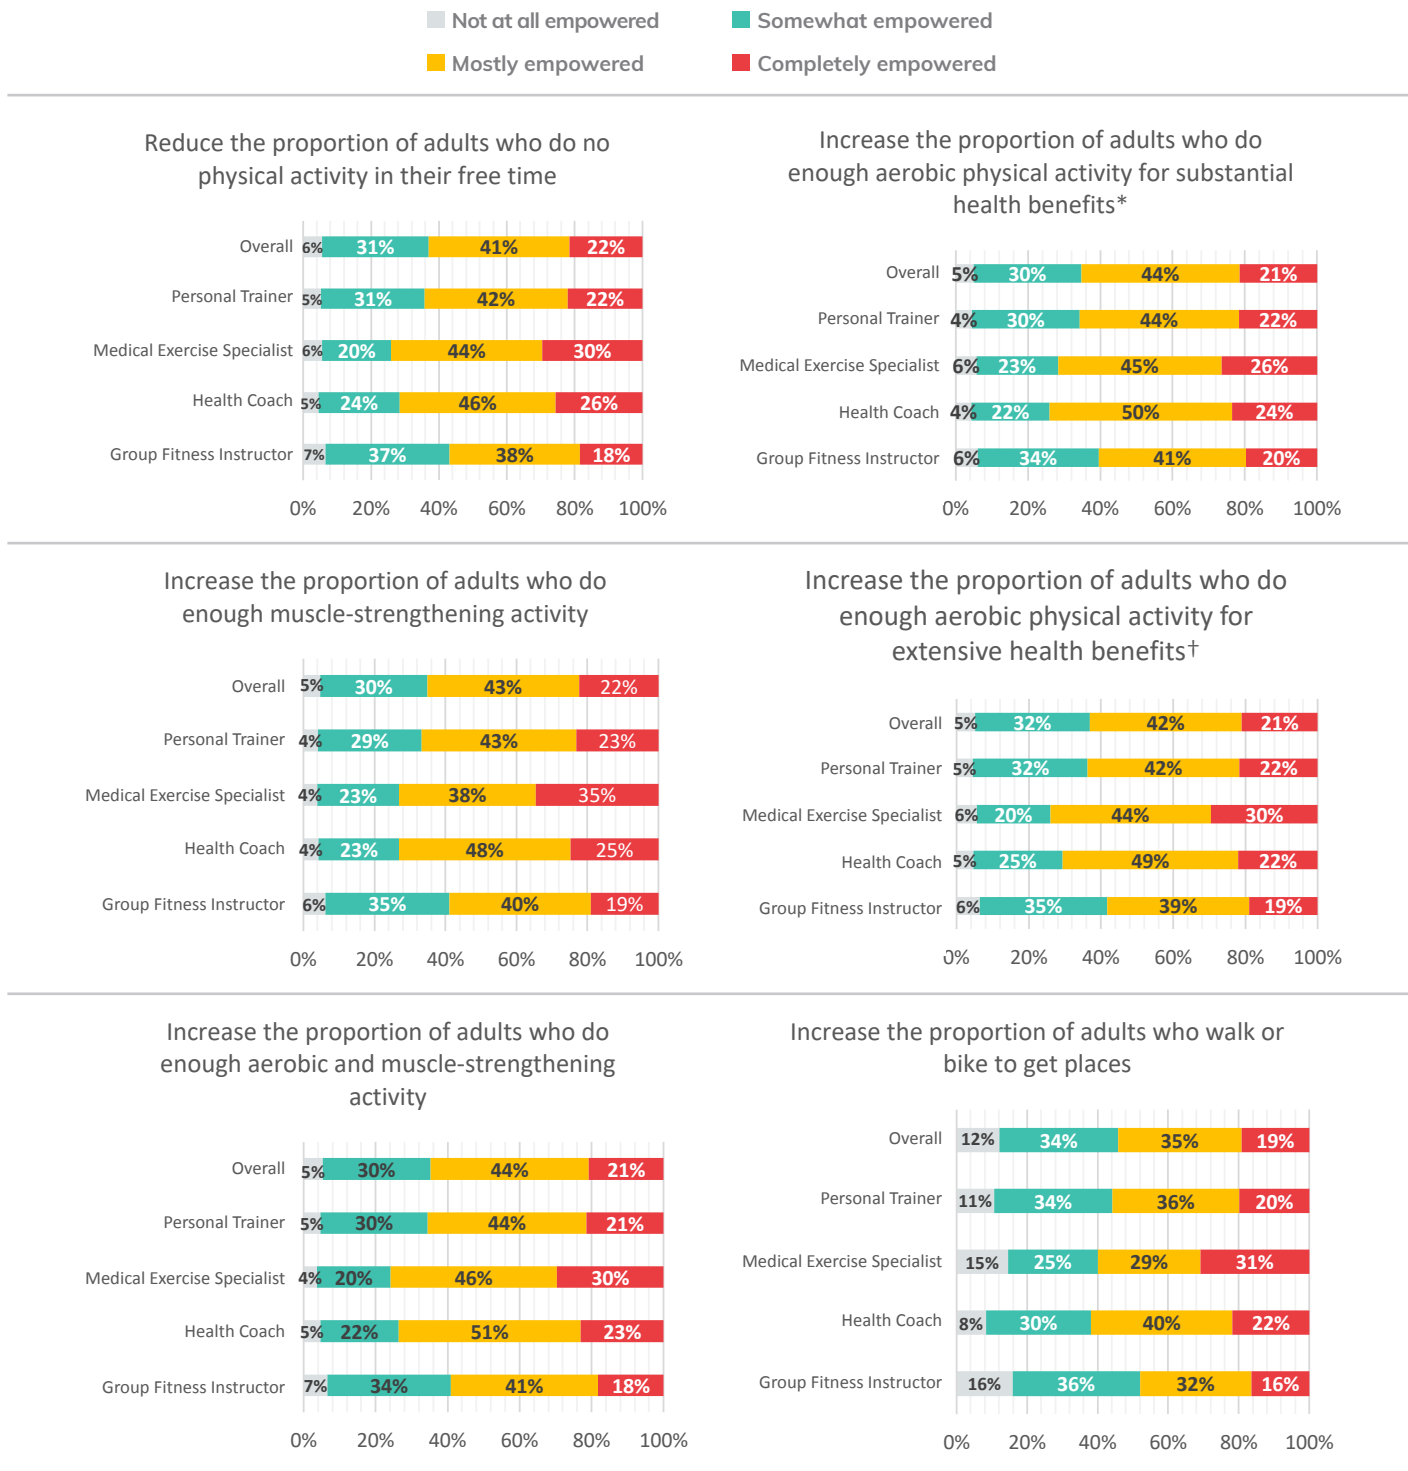 Not at all empowered
Somewhat empowered
Mostly empowered
Completely empowered
Reduce the proportion of adults who do no
physical activity in their free time
Overall 6% 31% 41% 22%
Personal Trainer 5% 31% 42% 22%
Medical Exercise Specialist 6% 20% 44% 30%
Health Coach 5% 24% 46% 26%
Group Fitness Instructor 7% 37% 38% 18%
0% 20% 40% 60% 80% 100%
Increase the proportion of adults who do
enough aerobic physical activity for substantial
health benefits*
Overall 5% 30% 44% 21%
Personal Trainer 4% 30% 44% 22%
Medical Exercise Specialist 6% 23% 45% 26%
Health Coach 4% 22% 50% 24%
Group Fitness Instructor 6% 34% 41% 20%
0% 20% 40% 60% 80% 100%
Increase the proportion of adults who do
enough muscle-strengthening activity
Overall 5% 30% 43% 22%
Personal Trainer 4% 29% 43% 23%
Medical Exercise Specialist 4% 23% 38% 35%
Health Coach 4% 23% 48% 25%
Group Fitness Instructor 6% 35% 40% 19%
0% 20% 40% 60% 80% 100%
Increase the proportion of adults who do
enough aerobic physical activity for
extensive health benefits†
Overall 5% 32% 42% 21%
Personal Trainer 5% 32% 42% 22%
Medical Exercise Specialist 6% 20% 44% 30%
Health Coach 5% 25% 49% 22%
Group Fitness Instructor 6% 35% 39% 19%
0% 20% 40% 60% 80% 100%
Increase the proportion of adults who do
enough aerobic and muscle-strengthening
activity
Overall 5% 30% 44% 21%
Personal Trainer 5% 30% 44% 21%
Medical Exercise Specialist 4% 20% 46% 30%
Health Coach 5% 22% 51% 23%
Group Fitness Instructor 7% 34% 41% 18%
0% 20% 40% 60% 80% 100%
Increase the proportion of adults who walk or
bike to get places
Overall 12% 34% 35% 19%
Personal Trainer 11% 34% 36% 20%
Medical Exercise Specialist 15% 25% 29% 31%
Health Coach 8% 30% 40% 22%
Group Fitness Instructor 16% 36% 32% 16%
0% 20% 40% 60% 80% 100%